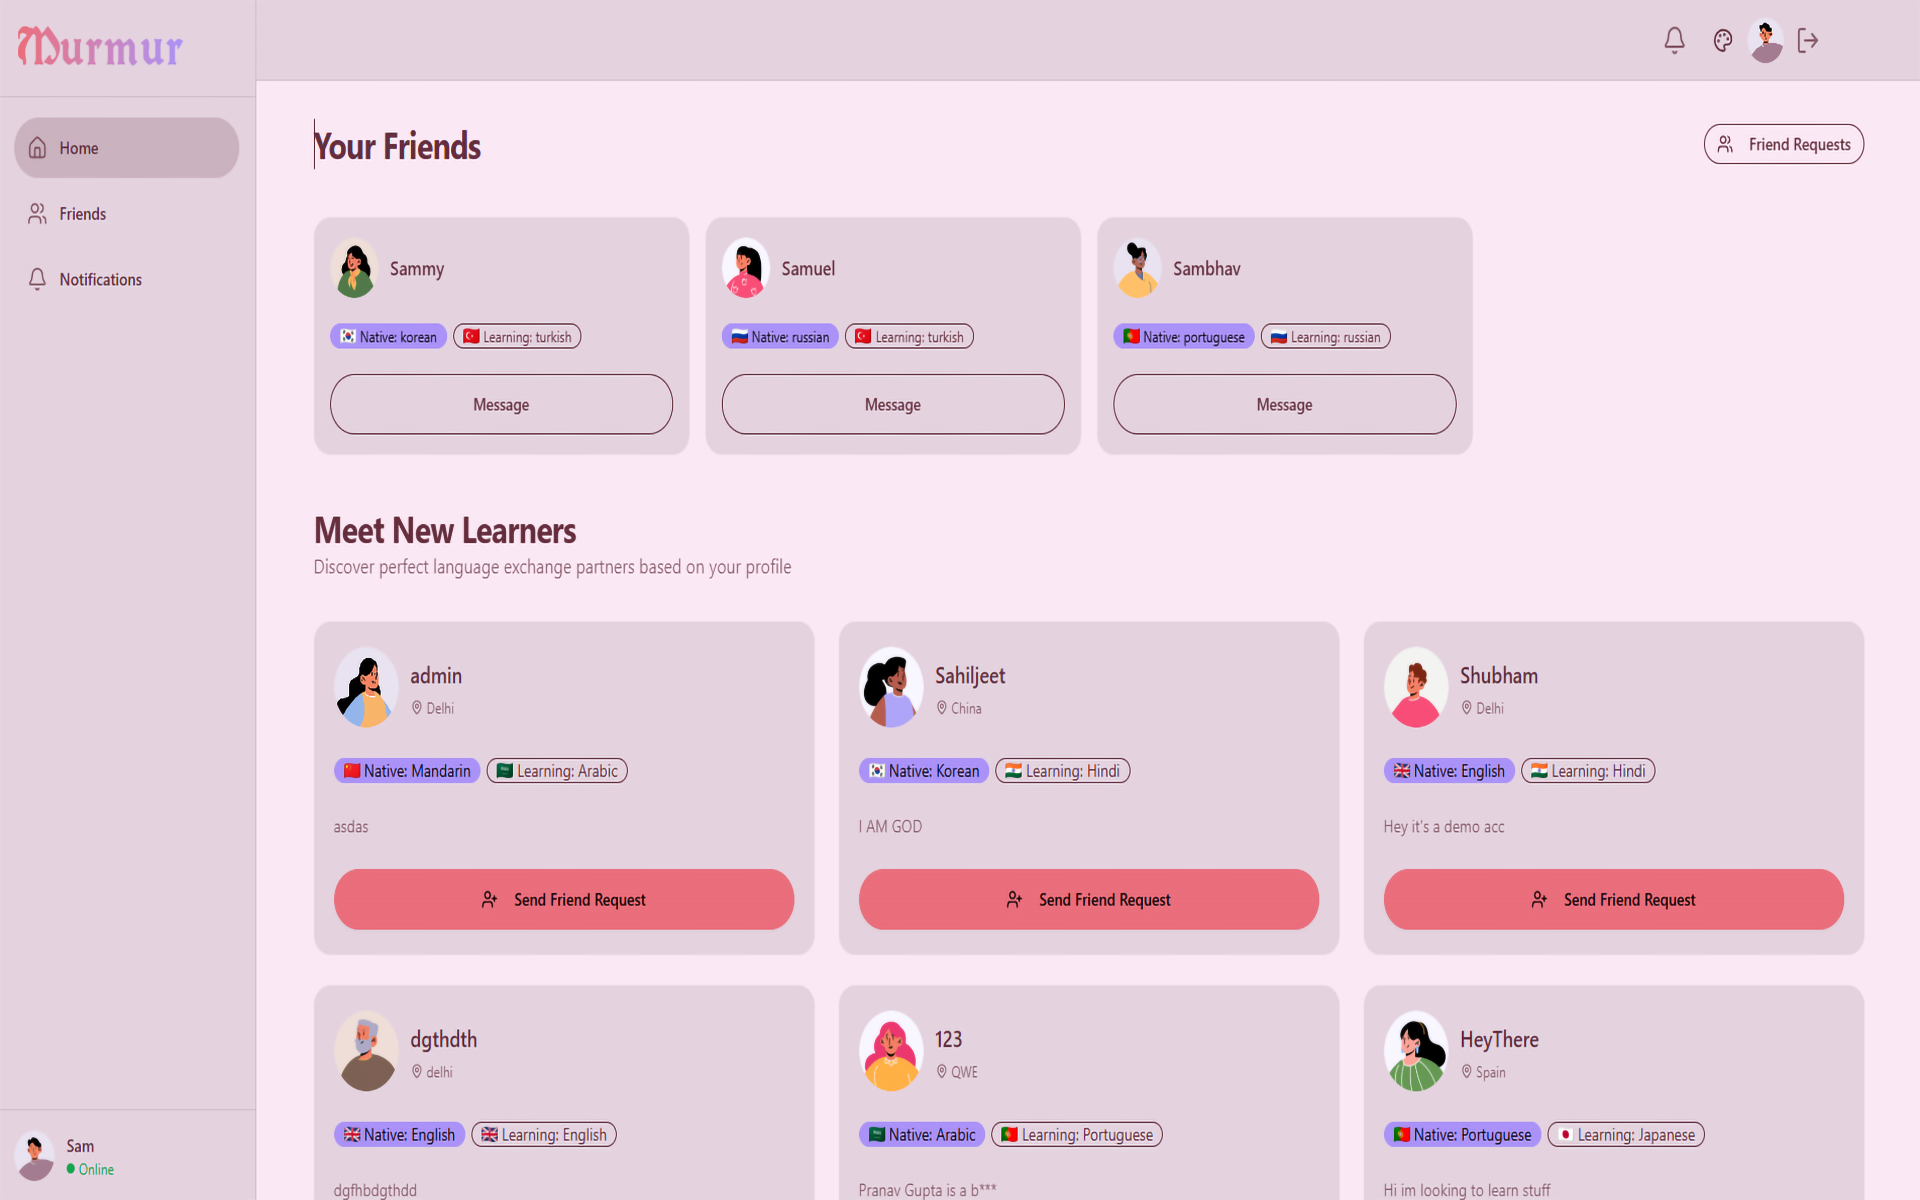 Murmur
Home
Friends
Notifications
Your Friends
Friend Requests
Sammy
Native: korean
Learning: turkish
Message
Samuel
Native: russian
Learning: turkish
Message
Sambhav
Native: portuguese
Learning: russian
Message
Meet New Learners
Discover perfect language exchange partners based on your profile
admin
Delhi
Native: Mandarin
Learning: Arabic
asdas
Send Friend Request
Sahiljeet
China
Native: Korean
Learning: Hindi
I AM GOD
Send Friend Request
Shubham
Delhi
Native: English
Learning: Hindi
Hey it's a demo acc
Send Friend Request
dgthdth
delhi
Native: English
Learning: English
dgfhbdgthdd
123
QWE
Native: Arabic
Learning: Portuguese
Pranav Gupta is a b***
HeyThere
Spain
Native: Portuguese
Learning: Japanese
Hi im looking to learn stuff
Sam
Online